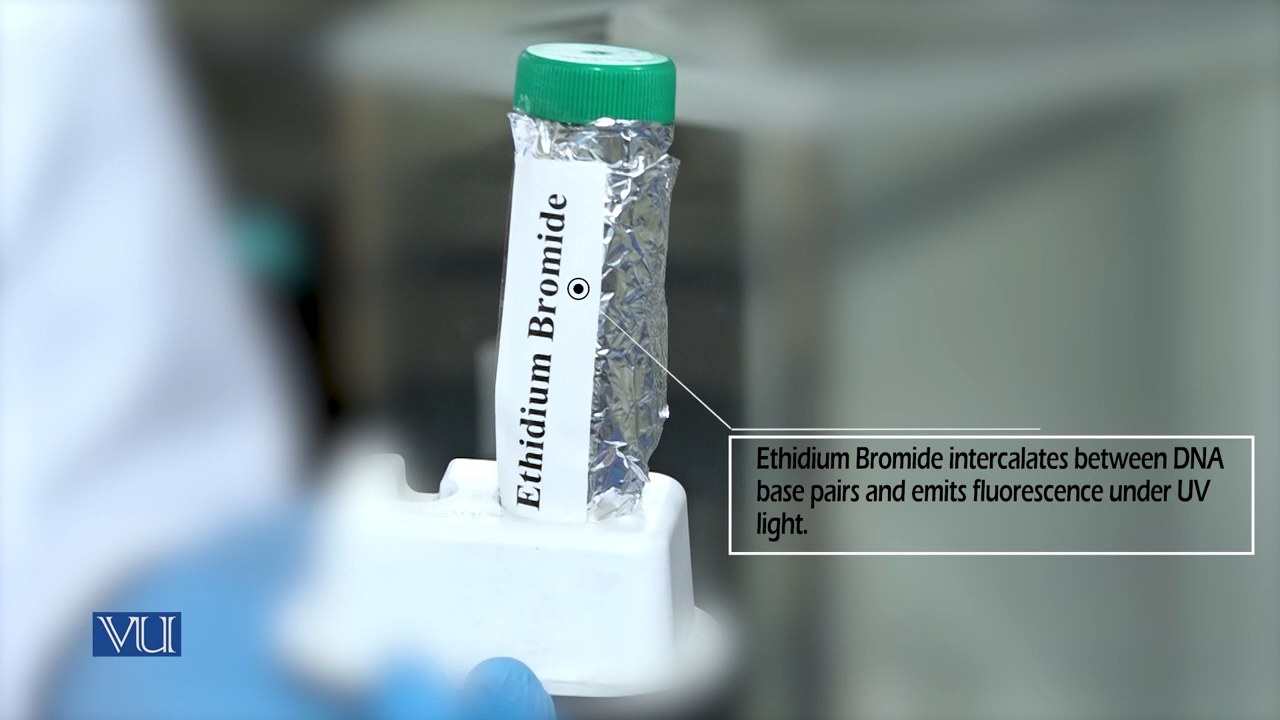 Ethidium Bromide
Ethidium Bromide intercalates between DNA
base pairs and emits fluorescence under UV
light.
VU